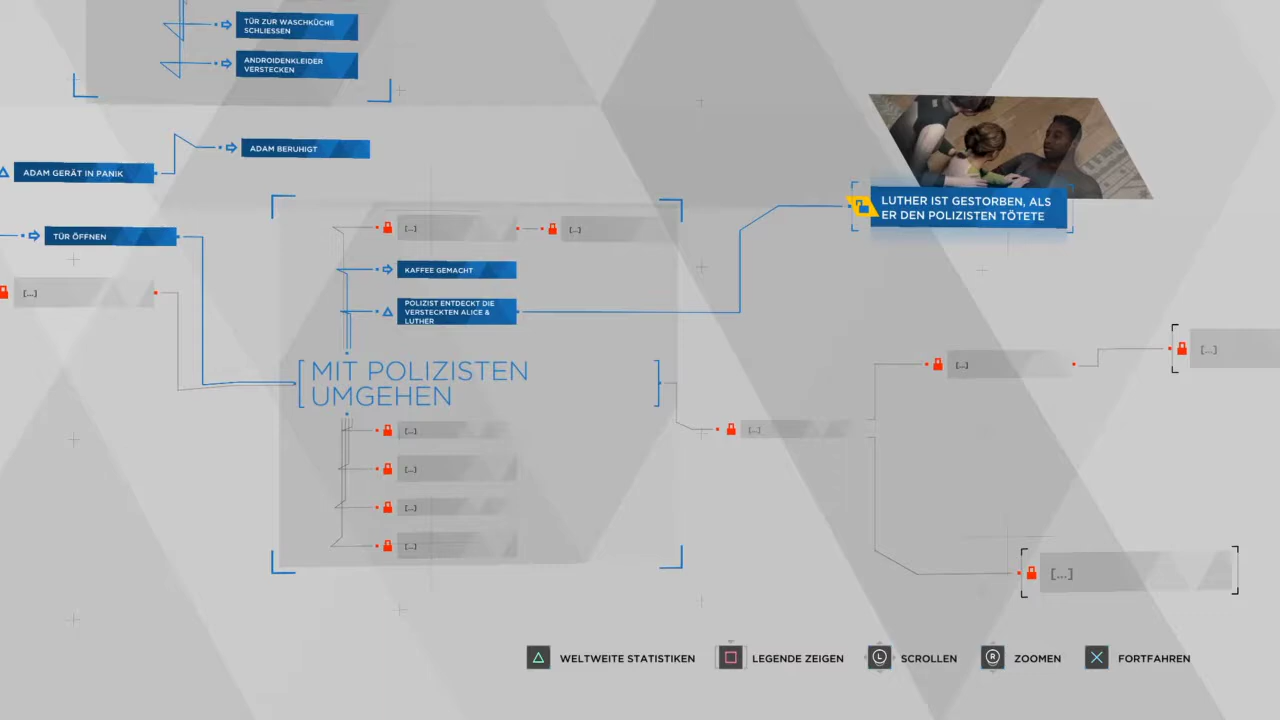 TÜR ZUR WASCHKÜCHE
SCHLIESSEN
ANDROIDENKLEIDER
VERSTECKEN
ADAM BERUHIGT
ADAM GERÄT IN PANIK
LUTHER IST GESTORBEN, ALS
ER DEN POLIZISTEN TÖTETE
TÜR ÖFFNEN
[...]
[...]
KAFFEE GEMACHT
[...]
POLIZIST ENTDECKT DIE
VERSTECKTEN ALICE &
LUTHER
[...]
[...]
MIT POLIZISTEN
UMGEHEN
[...]
[...]
[...]
[...]
[...]
[...]
WELTWEITE STATISTIKEN
LEGENDE ZEIGEN
L
SCROLLEN
R
ZOOMEN
FORTFAHREN